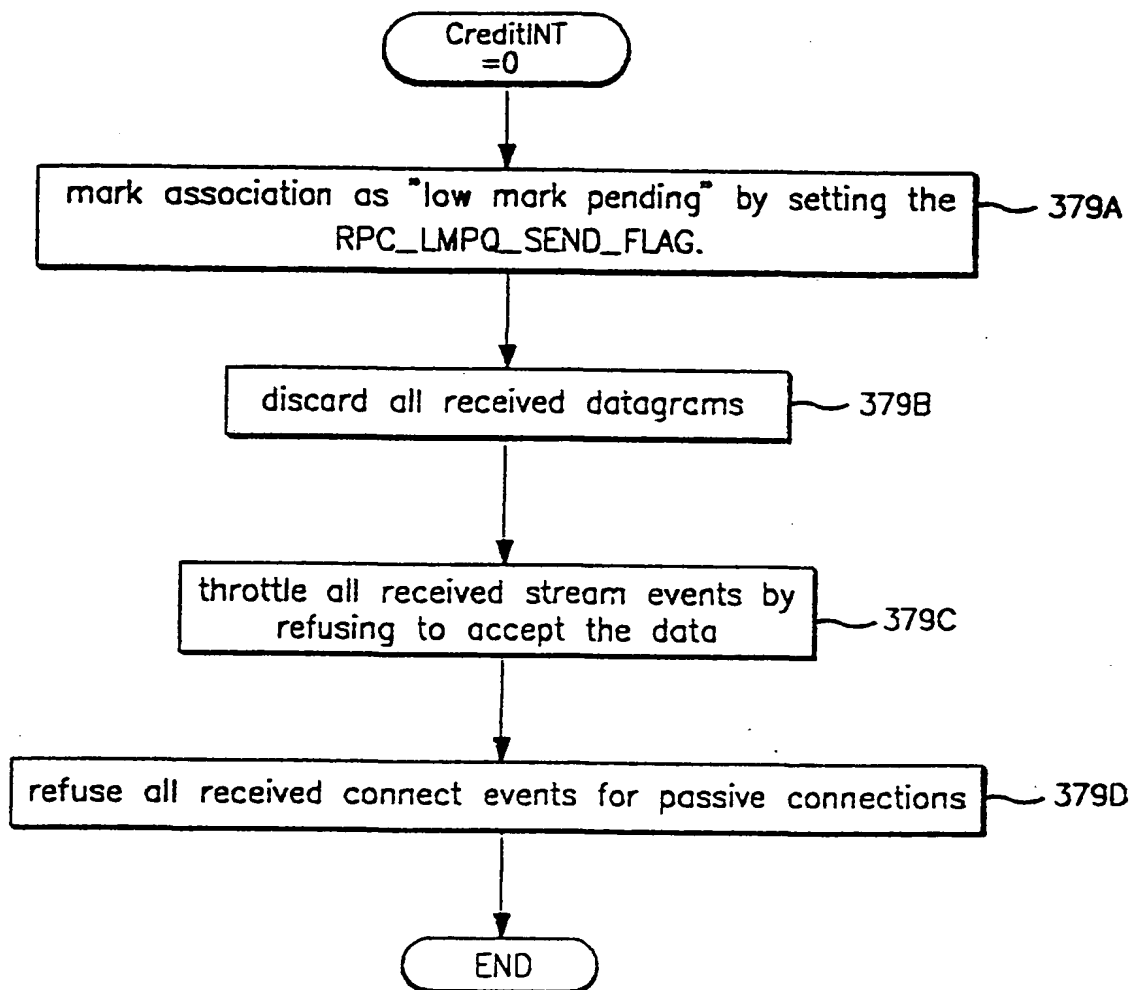 CreditINT
=0
mark association as "low mark pending" by setting the
RPC_LMPQ_SEND_FLAG.
379A
discard all received datagrams
379B
throttle all received stream events by
refusing to accept the data
379C
refuse all received connect events for passive connections
379D
END